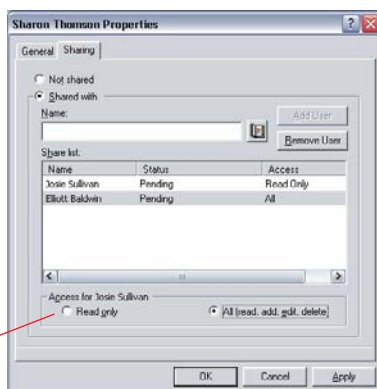 Sharon Thomson Properties
General Sharing
Not shared
Shared with
Name:
Add User
Remove User
Share list:
Name Status Access
Josie Sullivan Pending Read Only
Elliott Baldwin Pending All
Access for Josie Sullivan
Read only All (read, add, edit, delete)
OK Cancel Apply